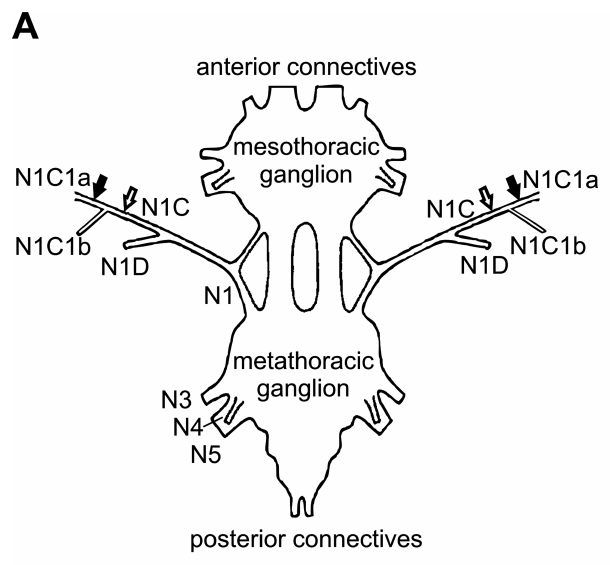 A
anterior connectives
mesothoracic
ganglion
N1C1a
N1C
N1C1b
N1D
N1
N1C1a
N1C
N1C1b
N1D
metathoracic
ganglion
N3
N4
N5
posterior connectives